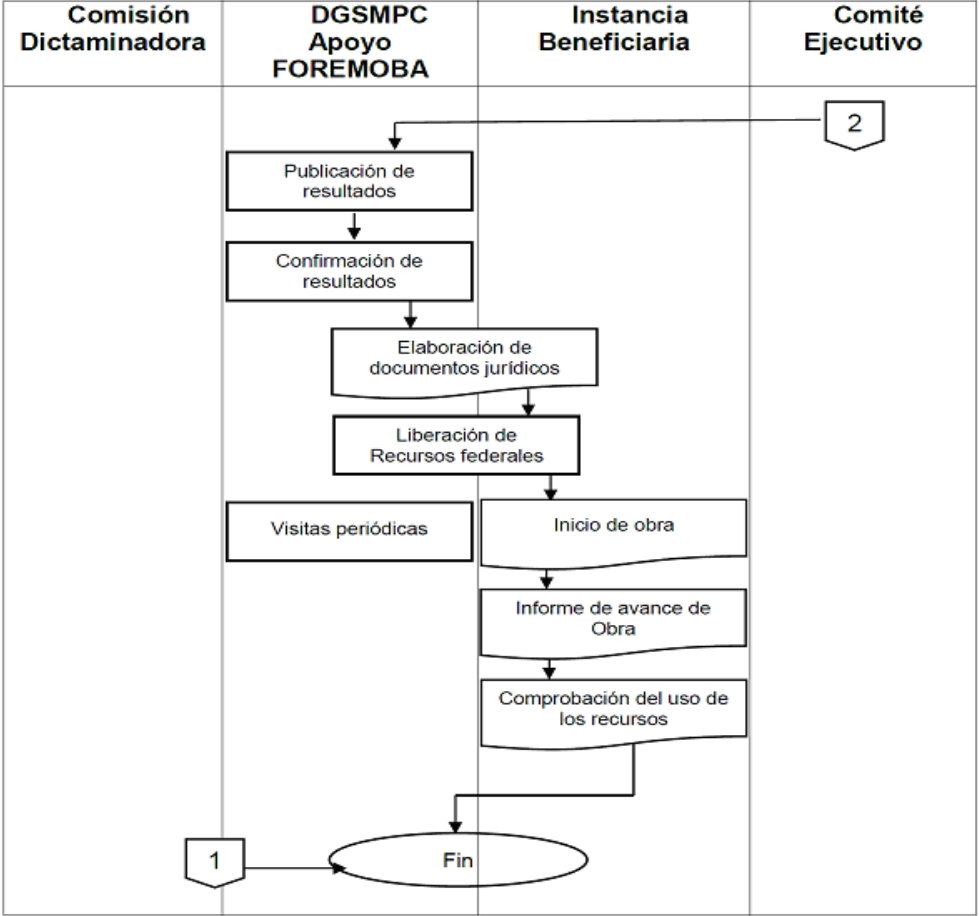 Comisión
Dictaminadora
DGSMPC
Apoyo
FOREMOBA
Instancia
Beneficiaria
Comité
Ejecutivo
2
Publicación de
resultados
Confirmación de
resultados
Elaboración de
documentos jurídicos
Liberación de
Recursos federales
Visitas periódicas
Inicio de obra
Informe de avance de
Obra
Comprobación del uso de
los recursos
1
Fin